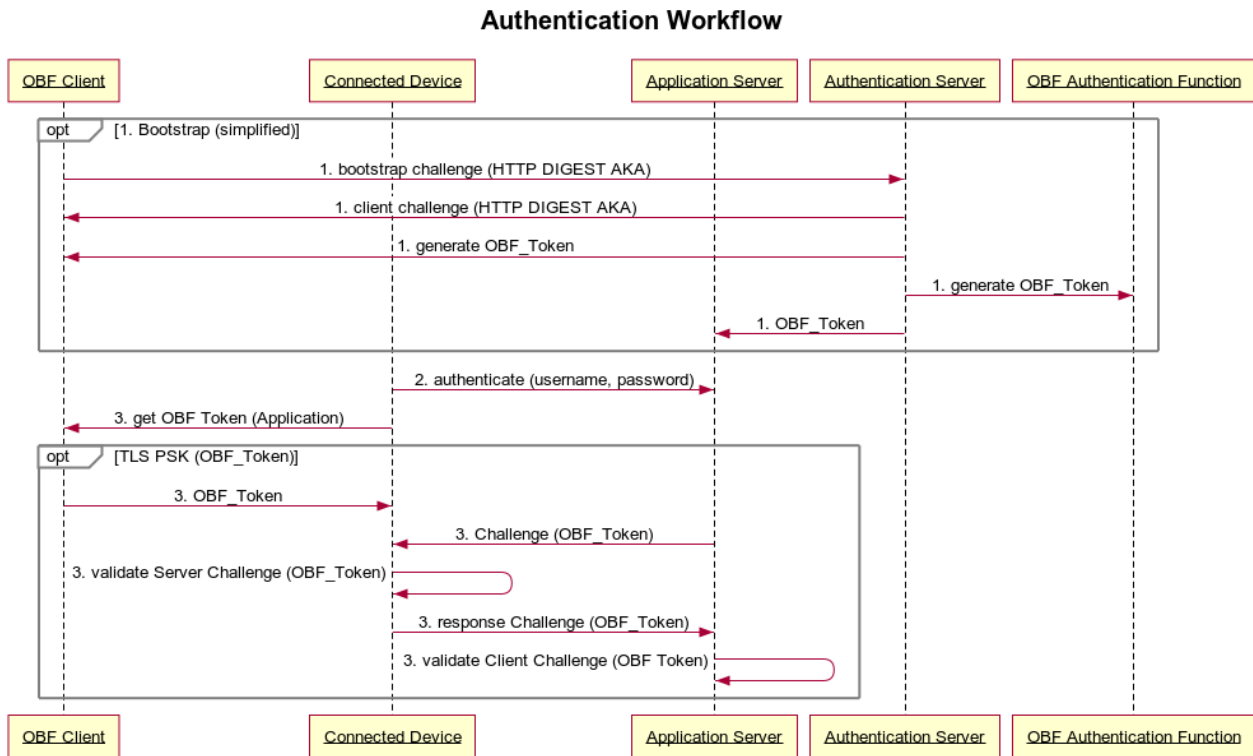 Authentication Workflow
OBF Client
Connected Device
Application Server
Authentication Server
OBF Authentication Function
opt
[1. Bootstrap (simplified)]
1. bootstrap challenge (HTTP DIGEST AKA)
1. client challenge (HTTP DIGEST AKA)
1. generate OBF_Token
1. generate OBF_Token
1. OBF_Token
2. authenticate (username, password)
3. get OBF Token (Application)
opt
[TLS PSK (OBF_Token)]
3. OBF_Token
3. Challenge (OBF_Token)
3. validate Server Challenge (OBF_Token)
3. response Challenge (OBF_Token)
3. validate Client Challenge (OBF Token)
OBF Client
Connected Device
Application Server
Authentication Server
OBF Authentication Function